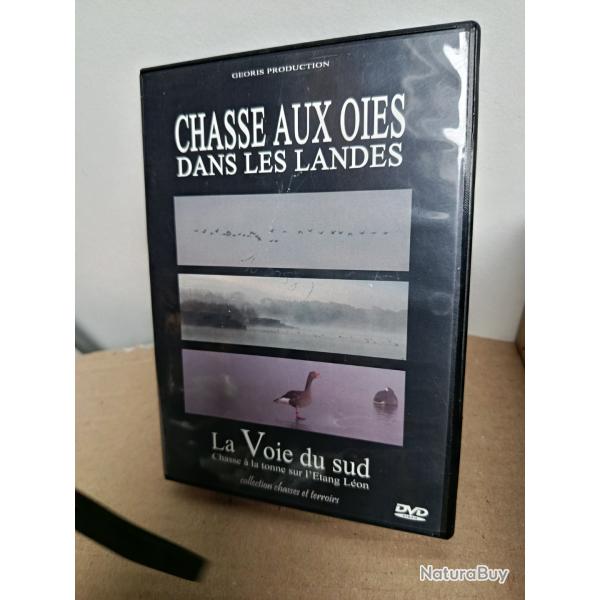 GEORIS PRODUCTION
CHASSE AUX OIES
DANS LES LANDES
La Voie du sud
Chasse à la tonne sur l'Etang Léon
collection chasses et terroirs
DVD
VIDEO
NaturaBuy